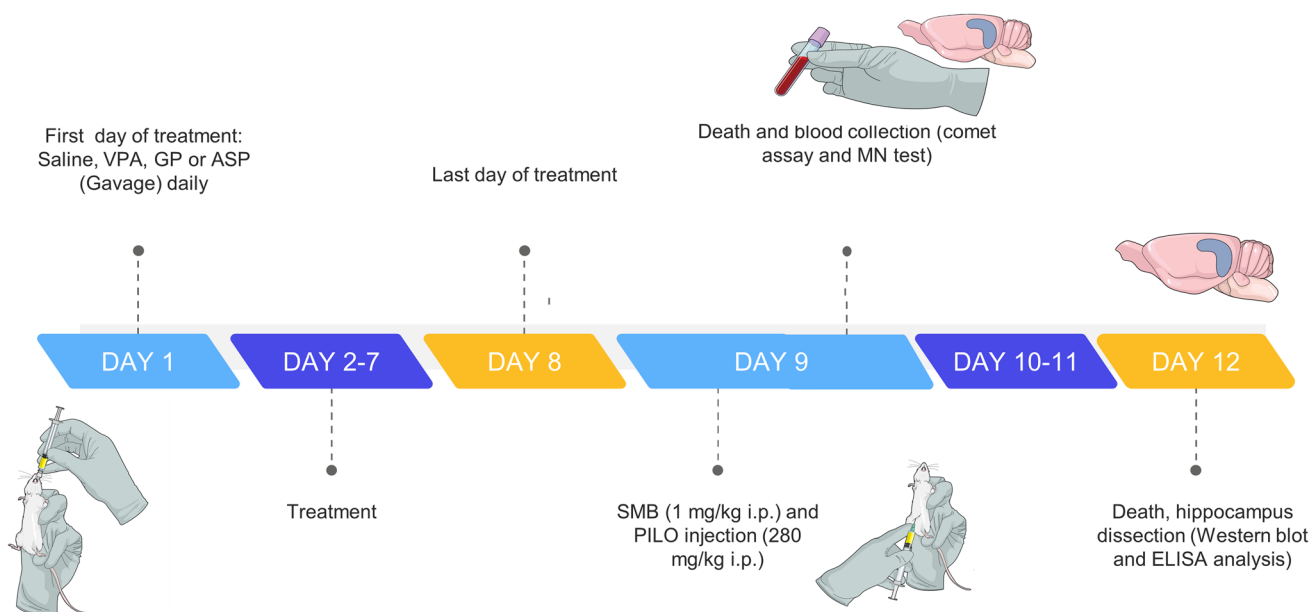 Death and blood collection (comet
assay and MN test)
First day of treatment:
Saline, VPA, GP or ASP
(Gavage) daily
Last day of treatment
DAY 1
DAY 2-7
DAY 8
DAY 9
DAY 10-11
DAY 12
Treatment
SMB (1 mg/kg i.p.) and
PILO injection (280
mg/kg i.p.)
Death, hippocampus
dissection (Western blot
and ELISA analysis)